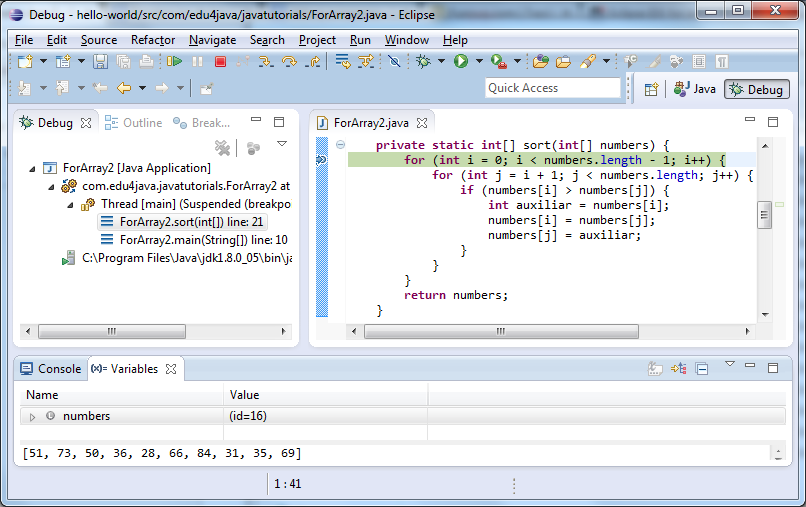 Debug - hello-world/src/com/edu4java/javatutorials/ForArray2.java - Eclipse
File Edit Source Refactor Navigate Search Project Run Window Help
Quick Access
Java Debug
Debug Outline Break...
ForArray2 [Java Application]
com.edu4java.javatutorials.ForArray2 at
Thread [main] (Suspended (breakpo
ForArray2.sort(int[]) line: 21
ForArray2.main(String[]) line: 10
C:\Program Files\Java\jdk1.8.0_05\bin\ja
ForArray2.java
private static int[] sort(int[] numbers) {
for (int i = 0; i < numbers.length - 1; i++) {
for (int j = i + 1; j < numbers.length; j++) {
if (numbers[i] > numbers[j]) {
int auxiliar = numbers[i];
numbers[i] = numbers[j];
numbers[j] = auxiliar;
}
}
}
return numbers;
}
Console (x)= Variables
Name Value
numbers (id=16)
[51, 73, 50, 36, 28, 66, 84, 31, 35, 69]
1 : 41